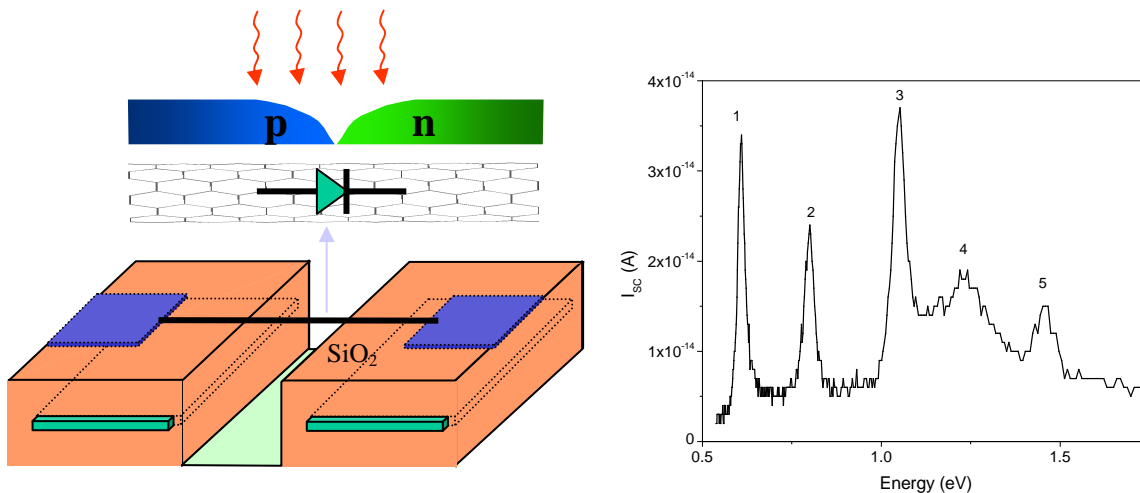 p n
SiO₂
4x10⁻¹⁴
3x10⁻¹⁴
2x10⁻¹⁴
1x10⁻¹⁴
0
I_SC (A)
1
2
3
4
5
0.5 1.0 1.5
Energy (eV)